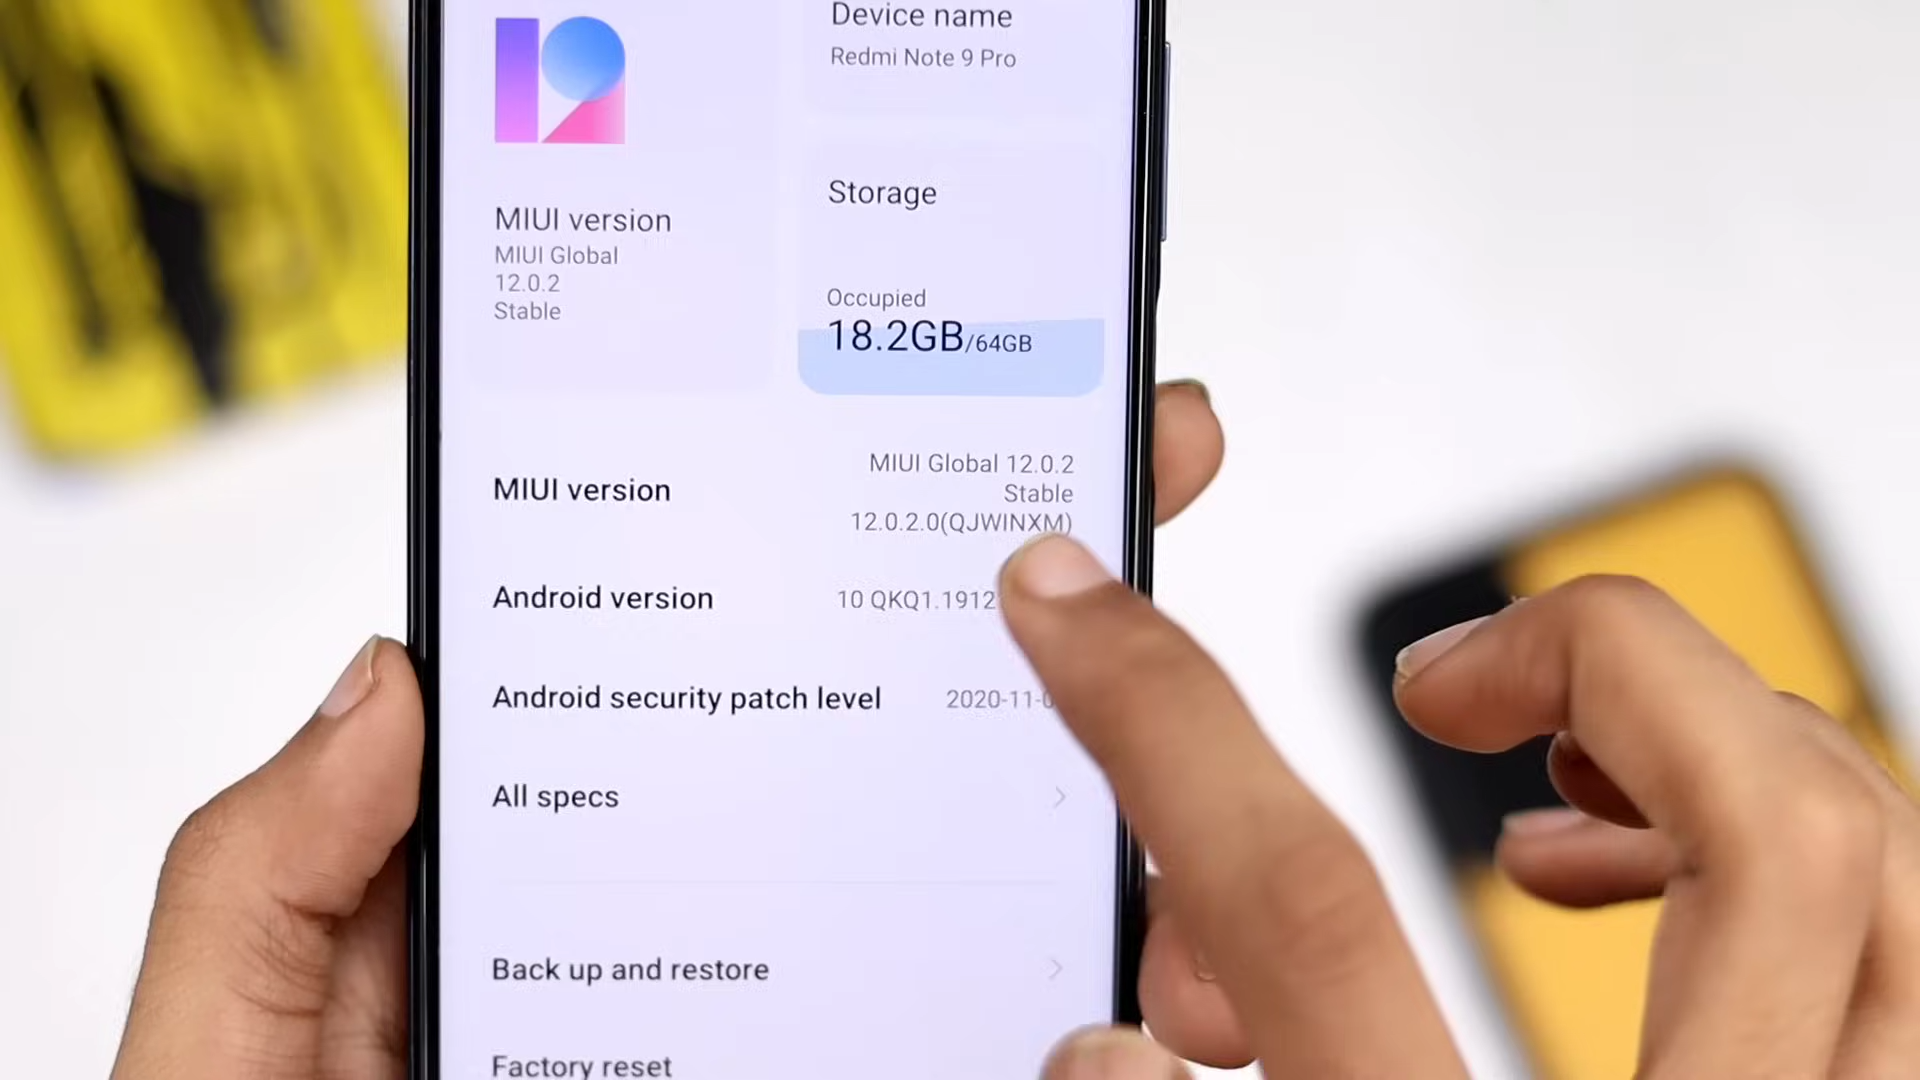 Device name
Redmi Note 9 Pro
MIUI version
MIUI Global
12.0.2
Stable
Storage
Occupied
18.2GB/64GB
MIUI version
MIUI Global 12.0.2
Stable
12.0.2.0(QJWINXM)
Android version
10 QKQ1.1912
Android security patch level
2020-11-0
All specs
Back up and restore
Factory reset